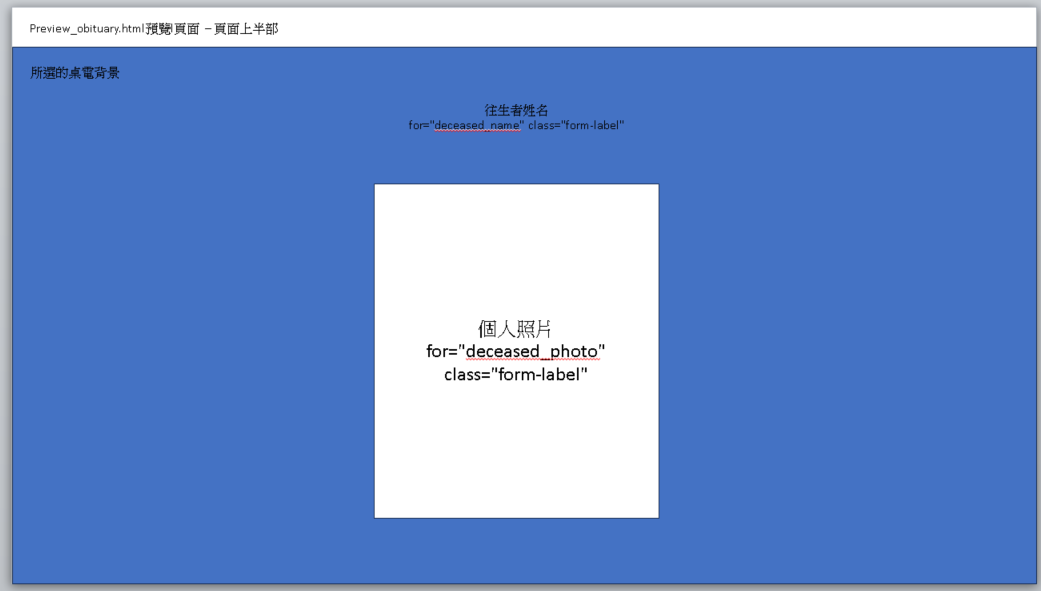 Preview_obituary.html預覽頁面 –頁面上半部
所選的桌電背景
往生者姓名
for="deceased_name" class="form-label"
個人照片
for="deceased_photo"
class="form-label"